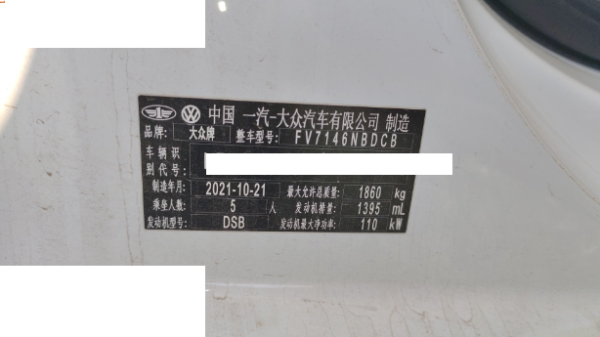 中国 一汽-大众汽车有限公司 制造
品牌: 大众牌 整车型号: FV7146NBDCB
车辆识
别代号:
制造年月: 2021-10-21 最大允许总质量: 1860 kg
乘坐人数: 5 人 发动机排量: 1395 mL
发动机型号: DSB 发动机最大净功率: 110 kW